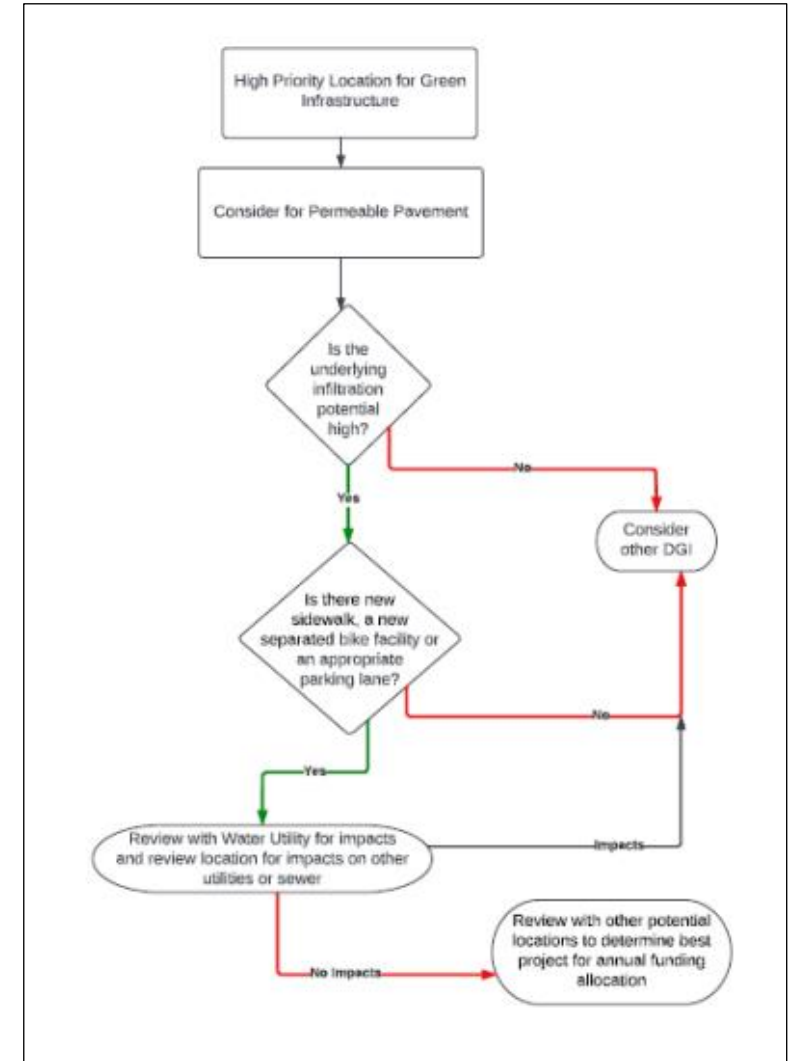 High Priority Location for Green
Infrastructure
Consider for Permeable Pavement
Is the
underlying
infiltration
potential
high?
No
Yes
Consider
other DGI
Is there new
sidewalk, a new
separated bike facility or
an appropriate
parking lane?
No
Yes
Review with Water Utility for impacts
and review location for impacts on other
utilities or sewer
Impacts
Review with other potential
locations to determine best
project for annual funding
allocation
No Impacts